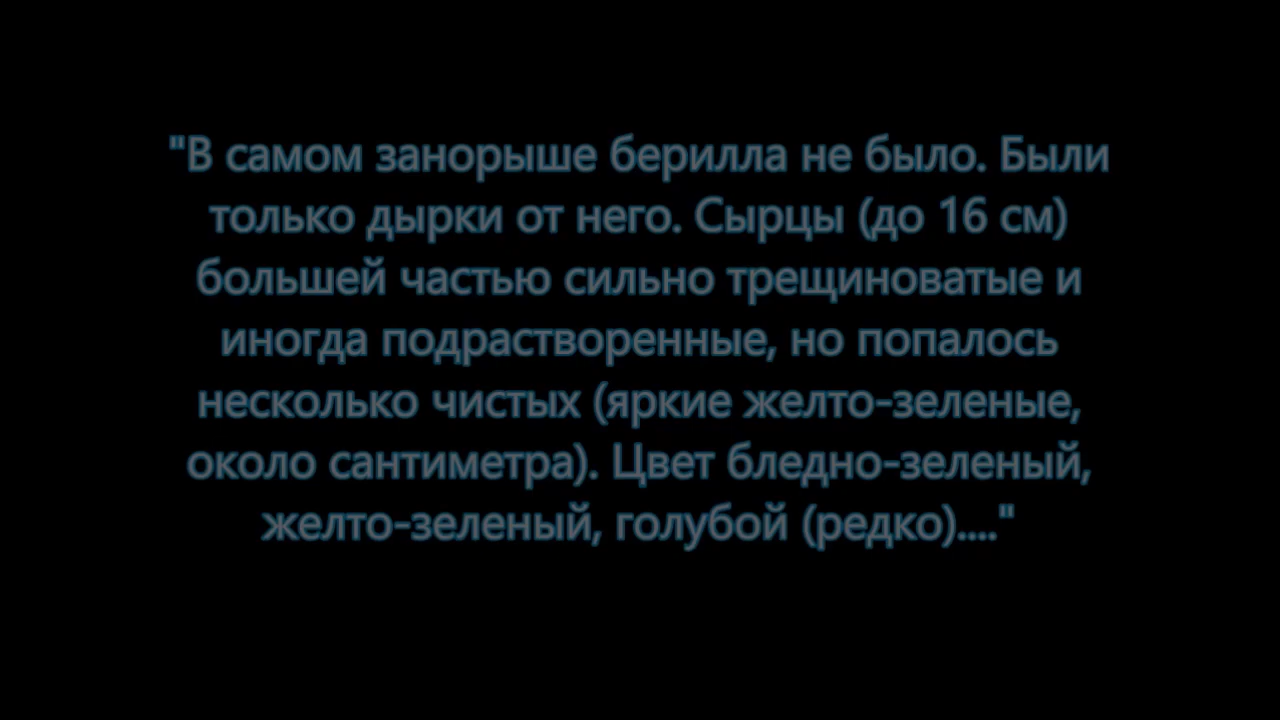 "В самом занорыше берилла не было. Были
только дырки от него. Сырцы (до 16 см)
большей частью сильно трещиноватые и
иногда подрастворенные, но попалось
несколько чистых (яркие желто-зеленые,
около сантиметра). Цвет бледно-зеленый,
желто-зеленый, голубой (редко)...."